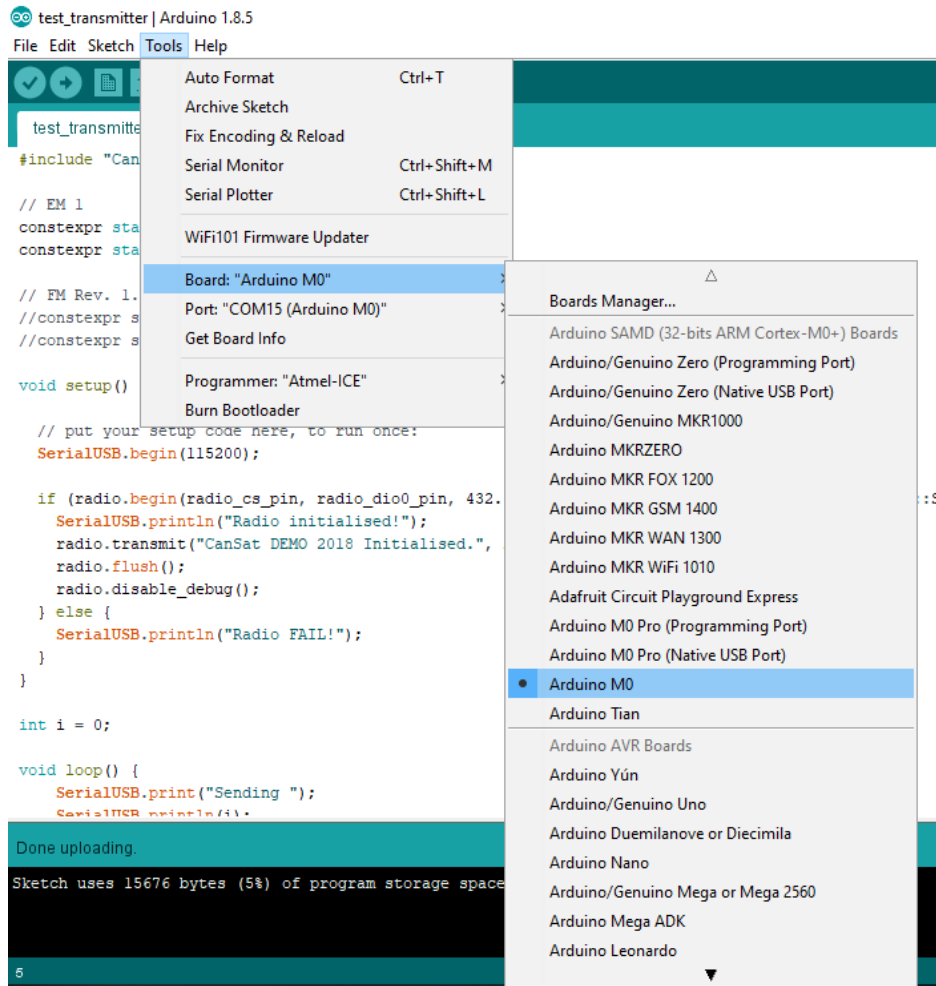 test_transmitter | Arduino 1.8.5
File Edit Sketch Tools Help
Auto Format Ctrl+T
Archive Sketch
Fix Encoding & Reload
Serial Monitor Ctrl+Shift+M
Serial Plotter Ctrl+Shift+L
WiFi101 Firmware Updater
Board: "Arduino M0"
Port: "COM15 (Arduino M0)"
Get Board Info
Programmer: "Atmel-ICE"
Burn Bootloader
Boards Manager...
Arduino SAMD (32-bits ARM Cortex-M0+) Boards
Arduino/Genuino Zero (Programming Port)
Arduino/Genuino Zero (Native USB Port)
Arduino/Genuino MKR1000
Arduino MKRZERO
Arduino MKR FOX 1200
Arduino MKR GSM 1400
Arduino MKR WAN 1300
Arduino MKR WiFi 1010
Adafruit Circuit Playground Express
Arduino M0 Pro (Programming Port)
Arduino M0 Pro (Native USB Port)
Arduino M0
Arduino Tian
Arduino AVR Boards
Arduino Yún
Arduino/Genuino Uno
Arduino Duemilanove or Diecimila
Arduino Nano
Arduino/Genuino Mega or Mega 2560
Arduino Mega ADK
Arduino Leonardo
test_transmitte
#include "Can
// EM 1
constexpr sta
constexpr sta
// FM Rev. 1.
//constexpr s
//constexpr s
void setup()
// put your setup code here, to run once:
SerialUSB.begin(115200);
if (radio.begin(radio_cs_pin, radio_dio0_pin, 432. ::S
SerialUSB.println("Radio initialised!");
radio.transmit("CanSat DEMO 2018 Initialised.",
radio.flush();
radio.disable_debug();
} else {
SerialUSB.println("Radio FAIL!");
}
}
int i = 0;
void loop() {
SerialUSB.print("Sending ");
SerialUSB.println(i);
Done uploading.
Sketch uses 15676 bytes (5%) of program storage space
5